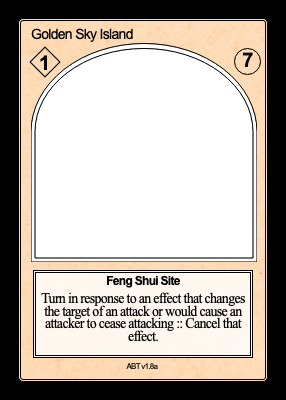 Golden Sky Island
1
7
Feng Shui Site
Turn in response to an effect that changes
the target of an attack or would cause an
attacker to cease attacking :: Cancel that
effect.
ABT v1.8a